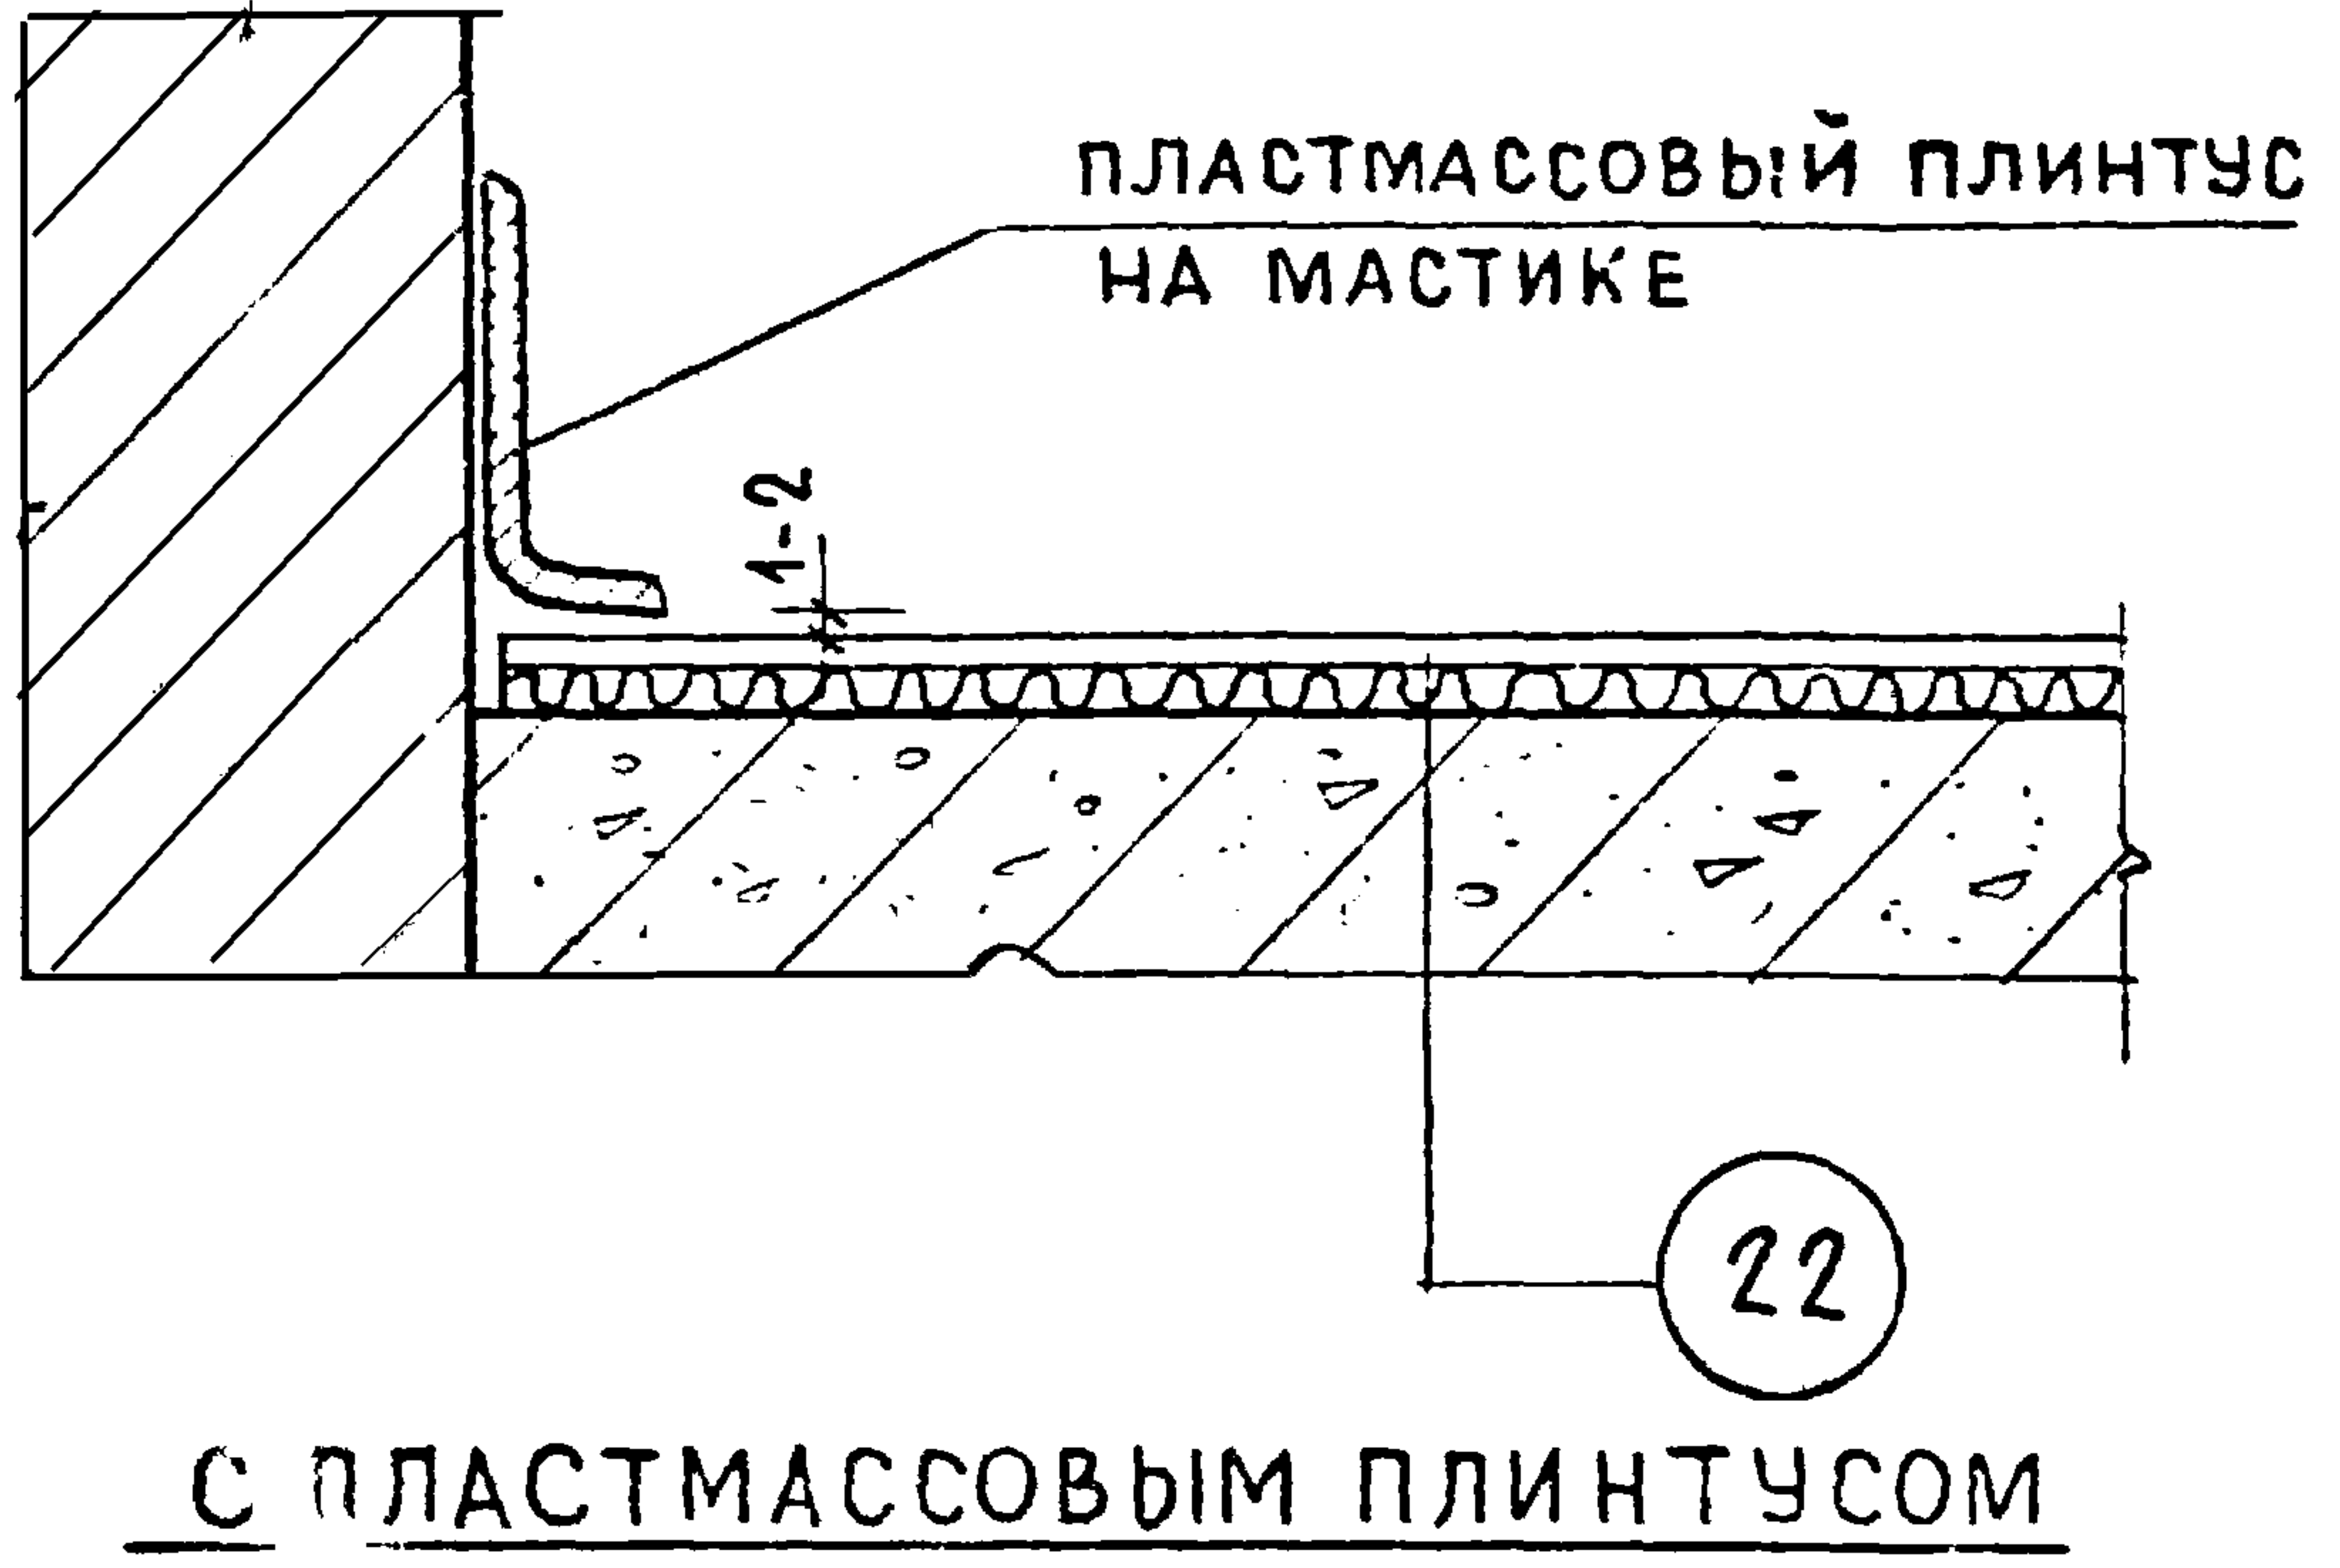 ПЛАСТМАССОВЫЙ ПЛИНТУС
НА МАСТИКЕ
1-2
22
С ПЛАСТМАССОВЫМ ПЛИНТУСОМ